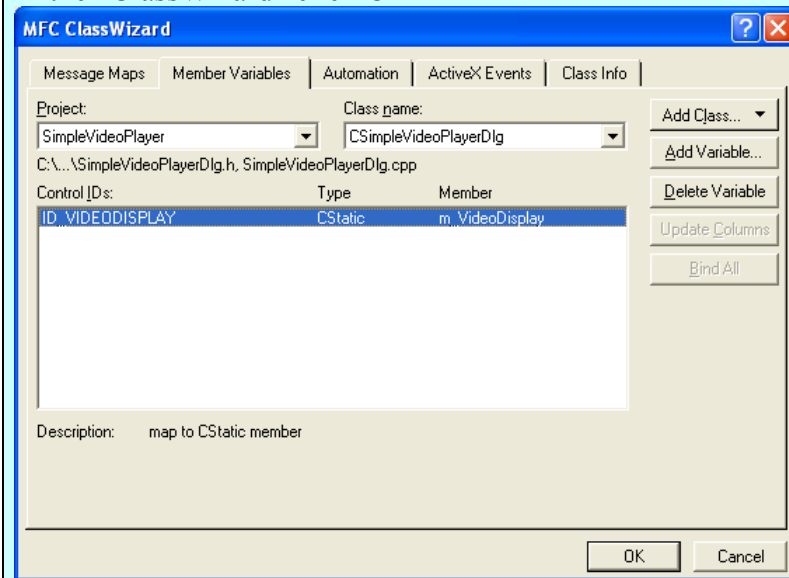 MFC ClassWizard
Message Maps Member Variables Automation ActiveX Events Class Info
Project: Class name:
SimpleVideoPlayer CSimpleVideoPlayerDlg
Add Class...
C:\...\SimpleVideoPlayerDlg.h, SimpleVideoPlayerDlg.cpp
Add Variable...
Control IDs: Type Member
Delete Variable
ID_VIDEODISPLAY CStatic m_VideoDisplay
Update Columns
Bind All
Description: map to CStatic member
OK Cancel